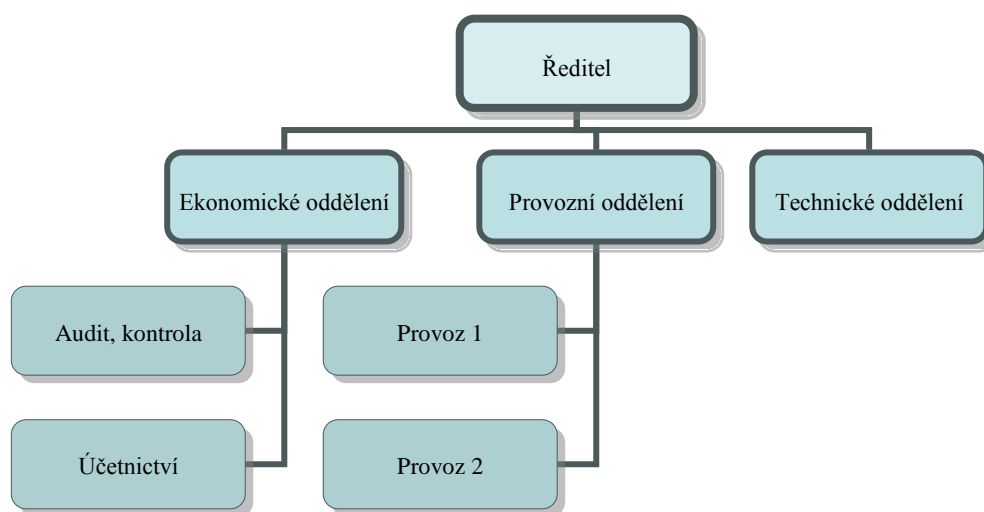 Ředitel
Ekonomické oddělení
Provozní oddělení
Technické oddělení
Audit, kontrola
Provoz 1
Účetnictví
Provoz 2